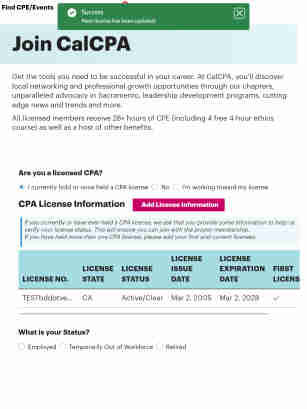 Find CPE/Events
Success
Your license has been updated
Join CalCPA
Get the tools you need to be successful in your career. At CalCPA, you'll discover
local networking and professional growth opportunities through our chapters,
unparalleled advocacy in Sacramento, leadership development programs, cutting
edge news and trends and more.
All licensed members receive 28+ hours of CPE (including 4 free 4 hour ethics
course) as well as a host of other benefits.
Are you a licensed CPA?
I currently hold or once held a CPA license No I'm working toward my license
CPA License Information Add License Information
If you currently or have ever held a CPA license, we ask that you provide some information to help us
verify your license status. This will ensure you can join with the proper membership.
If you have held more than one CPA license, please add your first and current licenses.
LICENSE NO. LICENSE STATE LICENSE STATUS LICENSE ISSUE DATE LICENSE EXPIRATION DATE FIRST LICENS
CA Active/Clear Mar 2, 2005 Mar 2, 2028
What is your Status?
Employed Temporarily Out of Workforce Retired